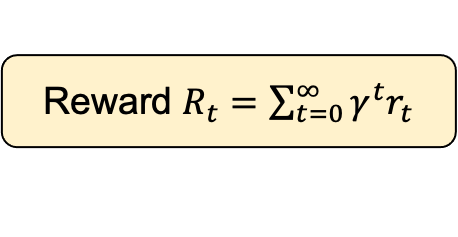 Reward $R_t = \sum_{t=0}^{\infty} \gamma^t r_t$